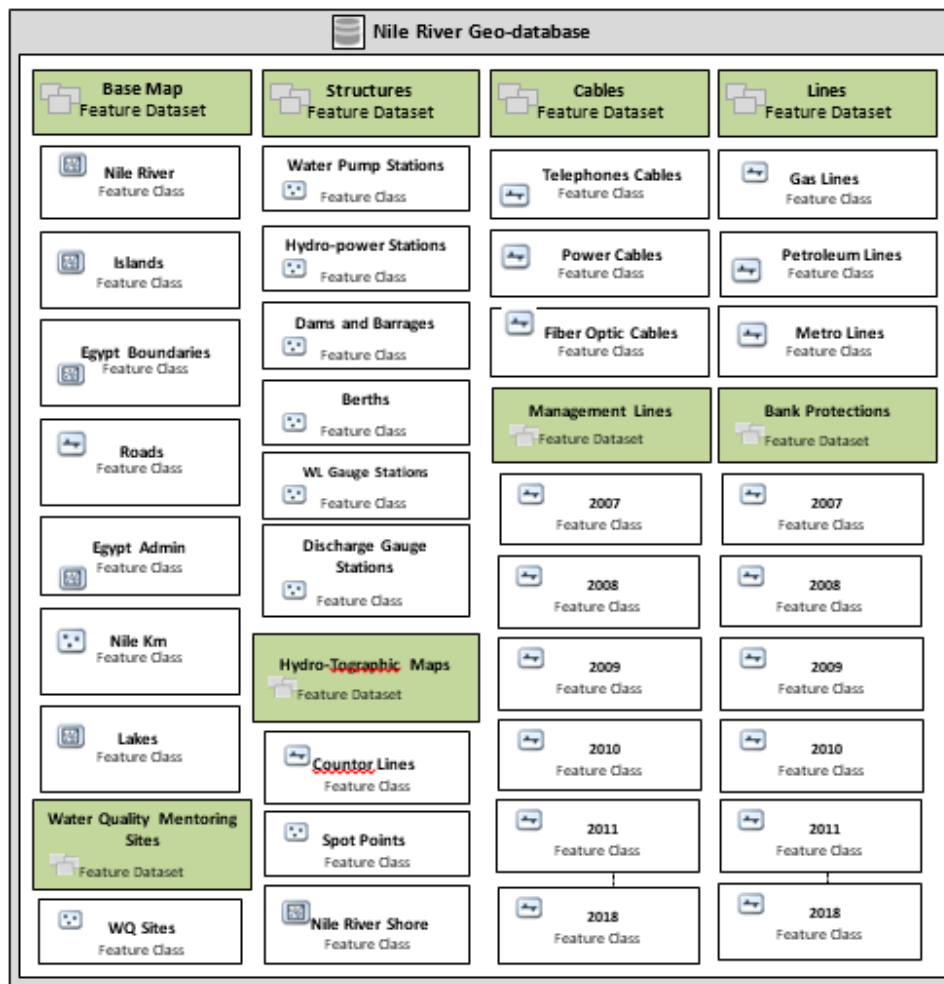 Nile River Geo-database
Base Map
Feature Dataset
Nile River
Feature Class
Islands
Feature Class
Egypt Boundaries
Feature Class
Roads
Feature Class
Egypt Admin
Feature Class
Nile Km
Feature Class
Lakes
Feature Class
Water Quality Mentoring
Sites
Feature Dataset
WQ Sites
Feature Class
Structures
Feature Dataset
Water Pump Stations
Feature Class
Hydro-power Stations
Feature Class
Dams and Barrages
Feature Class
Berths
Feature Class
WL Gauge Stations
Feature Class
Discharge Gauge
Stations
Feature Class
Hydro-Tographic Maps
Feature Dataset
Countor Lines
Feature Class
Spot Points
Feature Class
Nile River Shore
Feature Class
Cables
Feature Dataset
Telephones Cables
Feature Class
Power Cables
Feature Class
Fiber Optic Cables
Feature Class
Management Lines
Feature Dataset
2007
Feature Class
2008
Feature Class
2009
Feature Class
2010
Feature Class
2011
Feature Class
2018
Feature Class
Lines
Feature Dataset
Gas Lines
Feature Class
Petroleum Lines
Feature Class
Metro Lines
Feature Class
Bank Protections
Feature Dataset
2007
Feature Class
2008
Feature Class
2009
Feature Class
2010
Feature Class
2011
Feature Class
2018
Feature Class